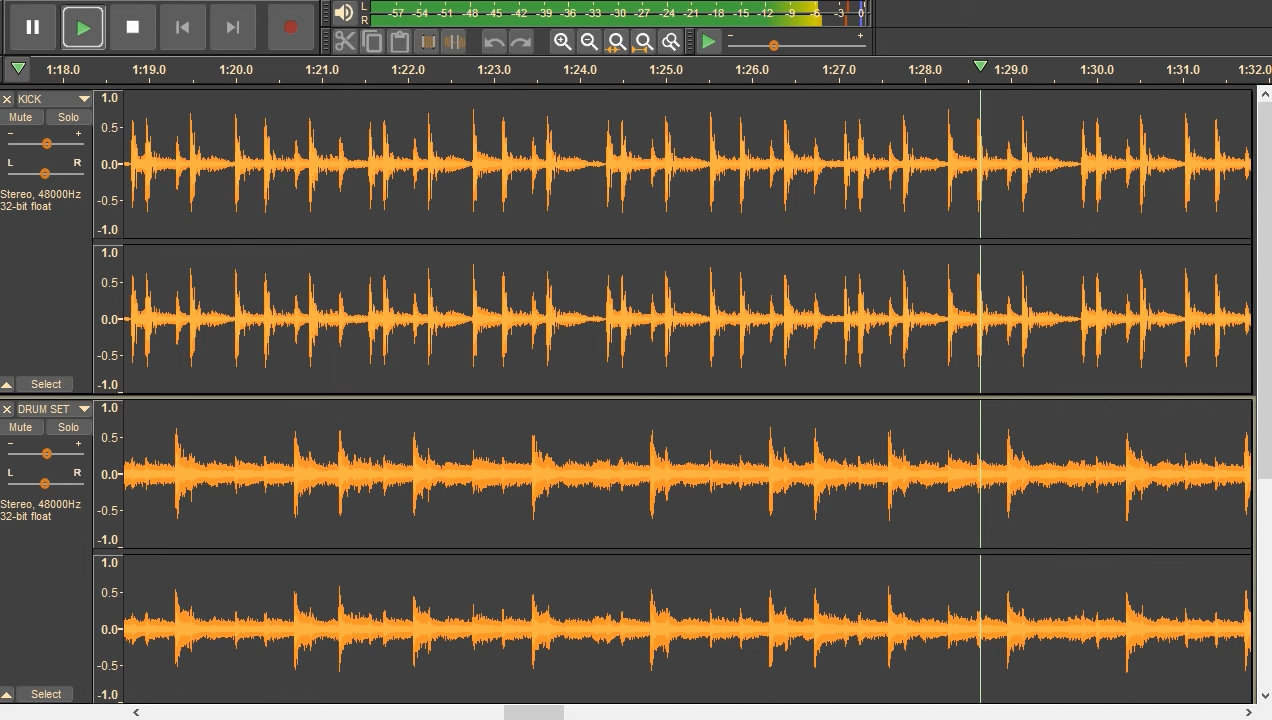 L -57 -54 -51 -48 -45 -42 -39 -36 -33 -30 -27 -24 -21 -18 -15 -12 -9 -6 -3 0
R
- +
1:18.0 1:19.0 1:20.0 1:21.0 1:22.0 1:23.0 1:24.0 1:25.0 1:26.0 1:27.0 1:28.0 1:29.0 1:30.0 1:31.0 1:32.0
KICK
Mute Solo
- +
L R
Stereo, 48000Hz
32-bit float
Select
1.0
0.5
0.0
-0.5
-1.0
1.0
0.5
0.0
-0.5
-1.0
DRUM SET
Mute Solo
- +
L R
Stereo, 48000Hz
32-bit float
Select
1.0
0.5
0.0
-0.5
-1.0
1.0
0.5
0.0
-0.5
-1.0